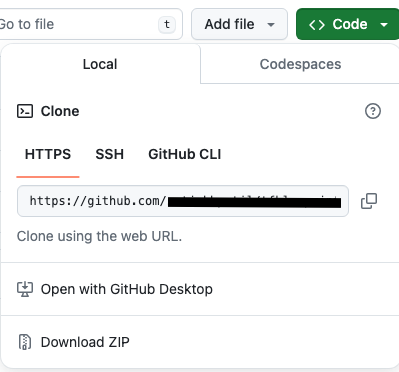 Go to file t Add file Code
Local Codespaces
Clone
HTTPS SSH GitHub CLI
https://github.com/
Clone using the web URL.
Open with GitHub Desktop
Download ZIP